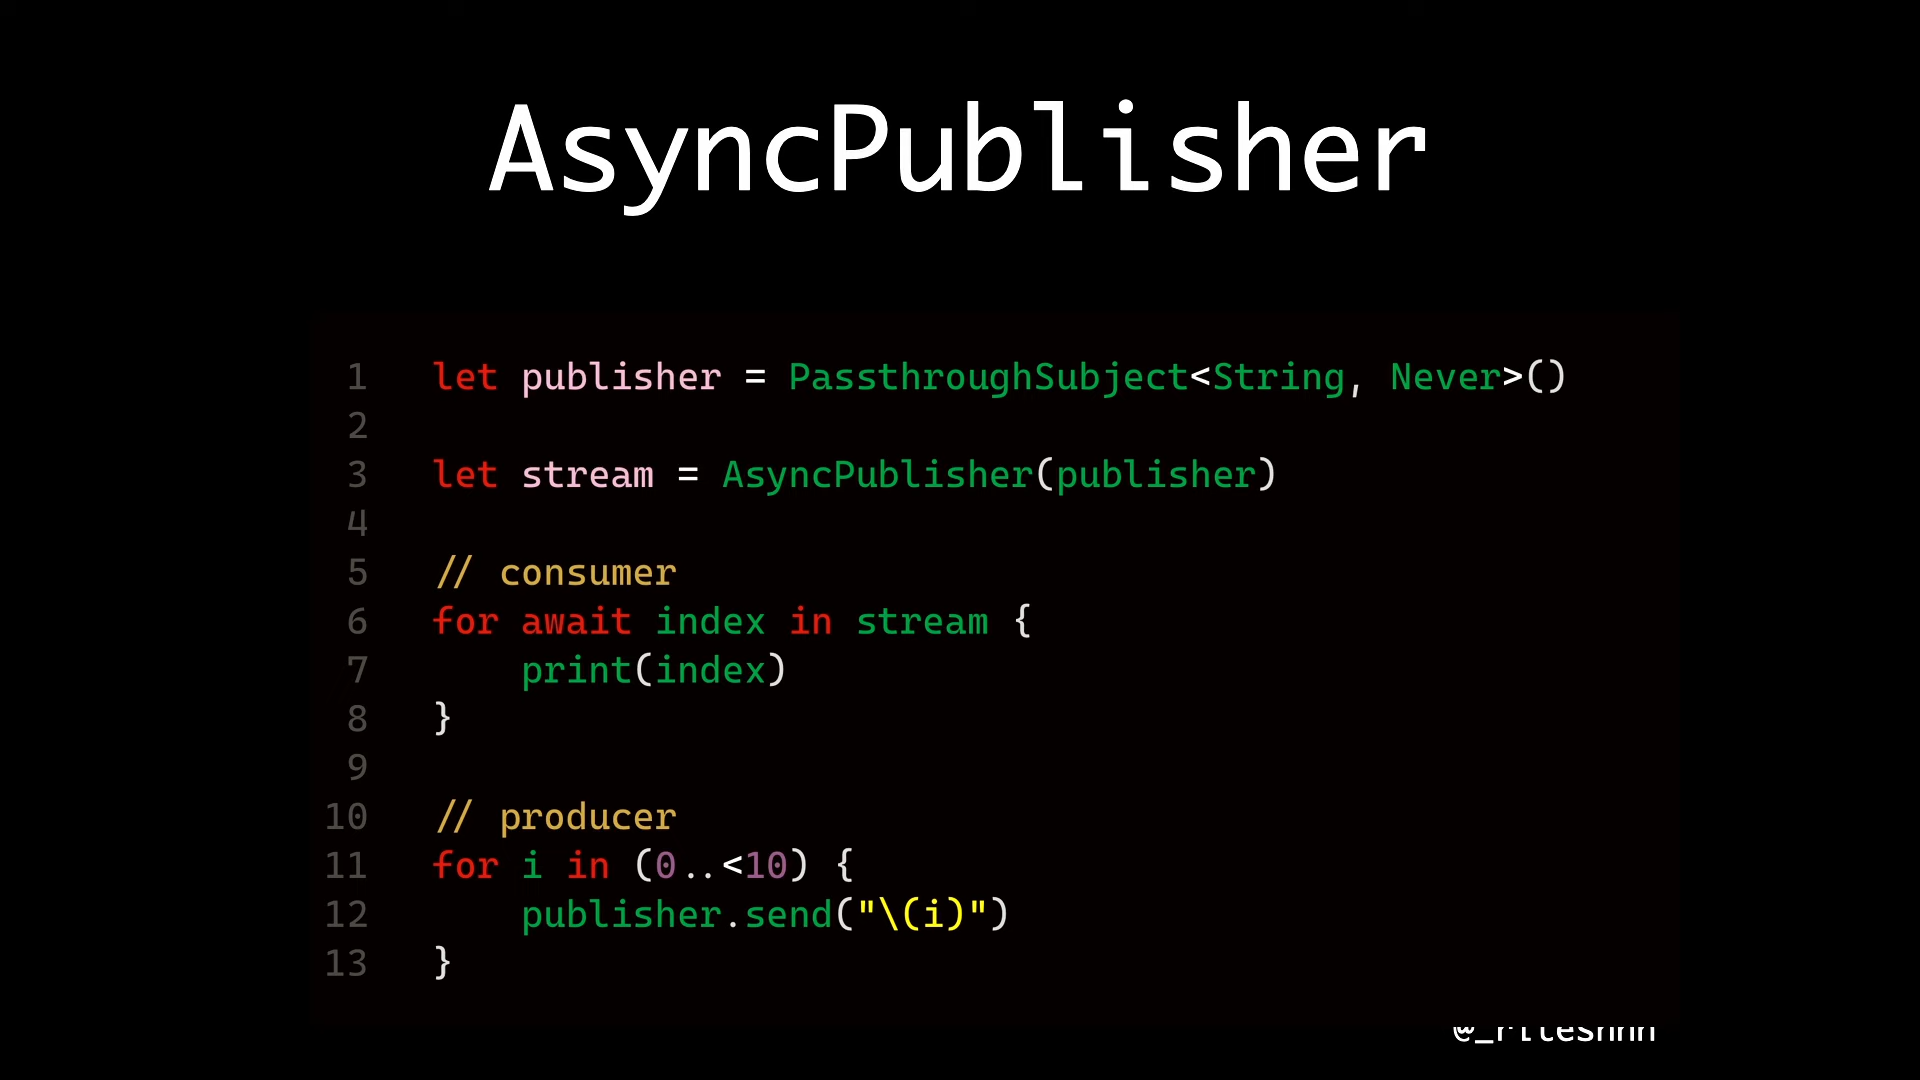 AsyncPublisher
1 let publisher = PassthroughSubject<String, Never>()
2
3 let stream = AsyncPublisher(publisher)
4
5 // consumer
6 for await index in stream {
7     print(index)
8 }
9
10 // producer
11 for i in (0..<10) {
12     publisher.send("\(i)")
13 }